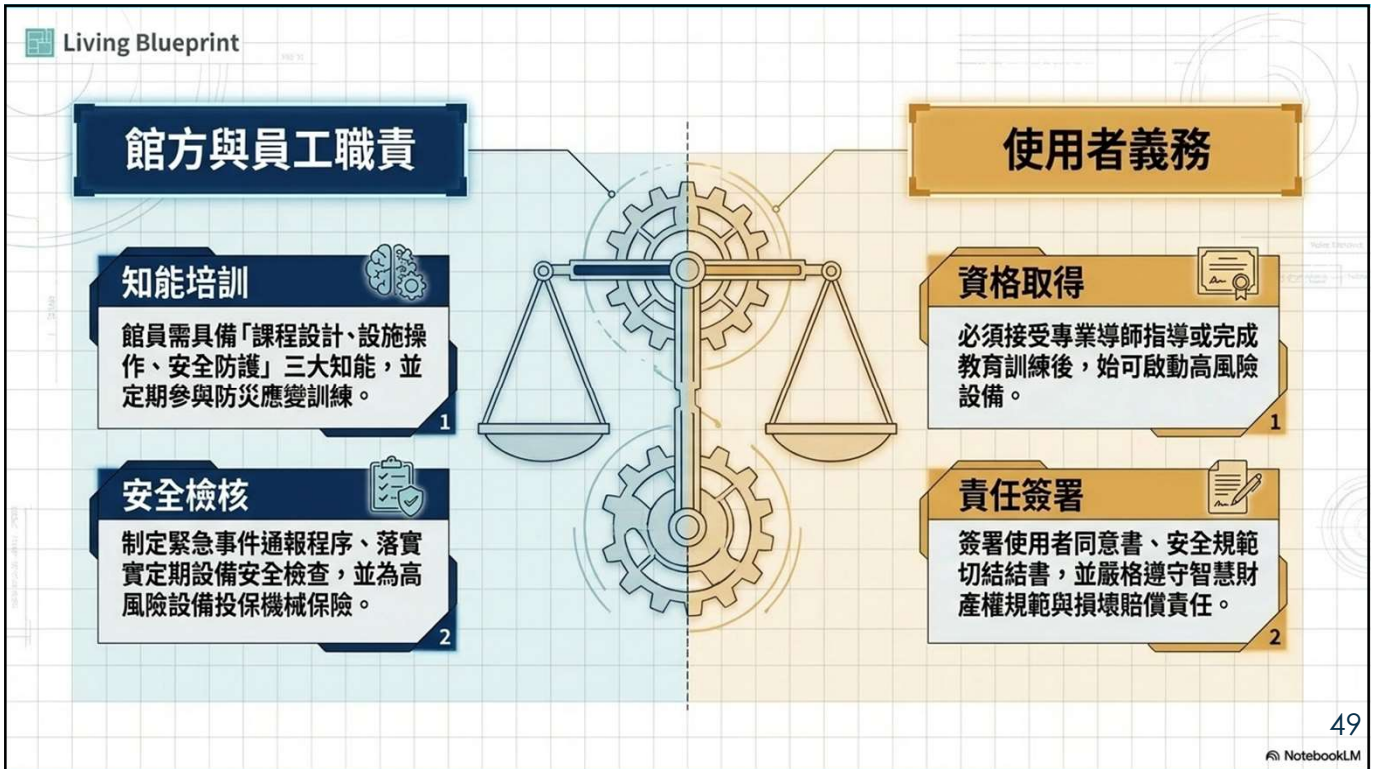 Living Blueprint
館方與員工職責
知能培訓
館員需具備「課程設計、設施操
作、安全防護」三大知能，並
定期參與防災應變訓練。
1
安全檢核
制定緊急事件通報程序、落實
實定期設備安全檢查，並為高
風險設備投保機械保險。
2
使用者義務
資格取得
必須接受專業導師指導或完成
教育訓練後，始可啟動高風險
設備。
1
責任簽署
簽署使用者同意書、安全規範
切結結書，並嚴格遵守智慧財
產權規範與損壞賠償責任。
2
49
NotebookLM